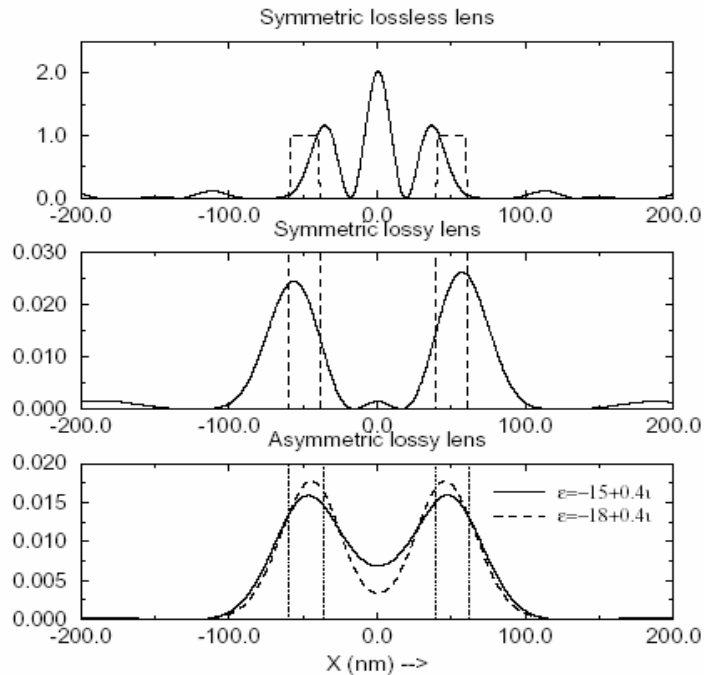 Symmetric lossless lens
2.0
1.0
0.0
-200.0 -100.0 0.0 100.0 200.0
Symmetric lossy lens
0.030
0.020
0.010
0.000
-200.0 -100.0 0.0 100.0 200.0
Asymmetric lossy lens
0.020
0.015
0.010
0.005
0.000
ε=−15+0.4ι
ε=−18+0.4ι
-200.0 -100.0 0.0 100.0 200.0
X (nm) -->